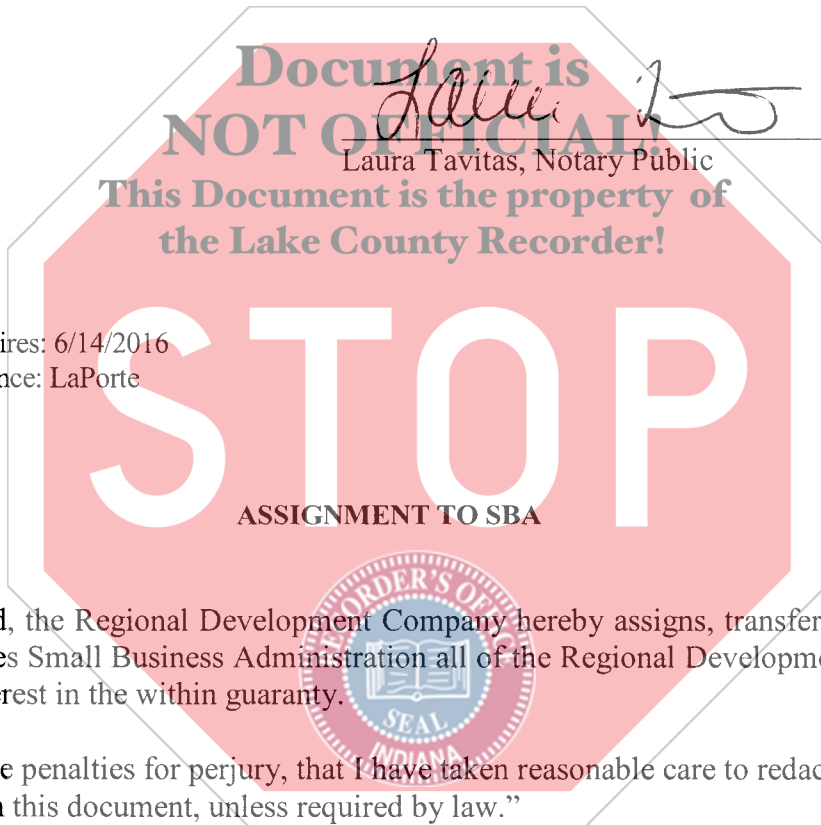 Document is
NOT OFFICIAL!
Laura Tavitas, Notary Public
This Document is the property of
the Lake County Recorder!
STOP
ires: 6/14/2016
nce: LaPorte
ASSIGNMENT TO SBA
d, the Regional Development Company hereby assigns, transfer
es Small Business Administration all of the Regional Developme
erest in the within guaranty.
RECORDER'S OFFICE
SEAL
INDIANA
e penalties for perjury, that I have taken reasonable care to redac
n this document, unless required by law.”